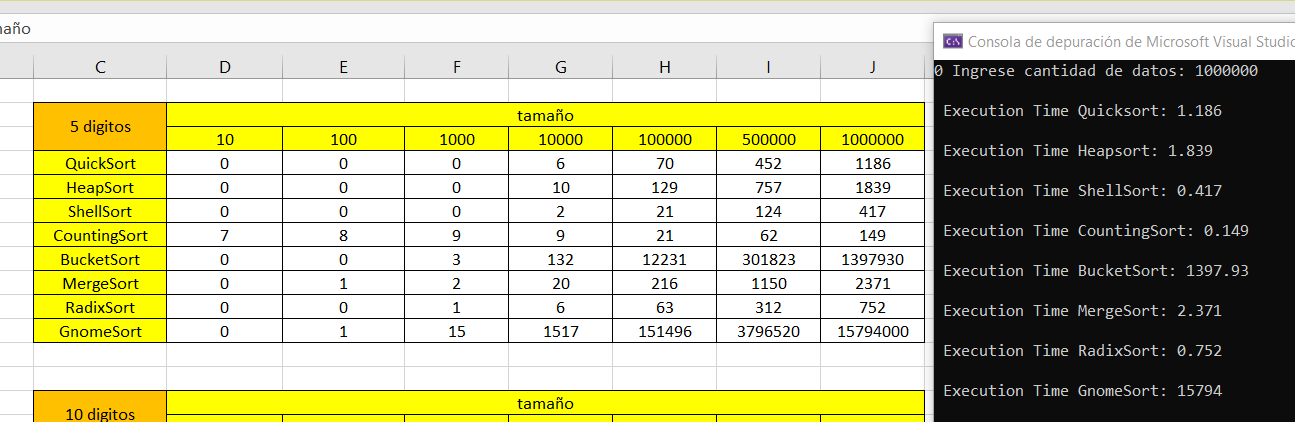 naño
C D E F G H I J
5 digitos
tamaño
10 100 1000 10000 100000 500000 1000000
QuickSort 0 0 0 6 70 452 1186
HeapSort 0 0 0 10 129 757 1839
ShellSort 0 0 0 2 21 124 417
CountingSort 7 8 9 9 21 62 149
BucketSort 0 0 3 132 12231 301823 1397930
MergeSort 0 1 2 20 216 1150 2371
RadixSort 0 0 1 6 63 312 752
GnomeSort 0 1 15 1517 151496 3796520 15794000
10 digitos
tamaño
C:\ Consola de depuración de Microsoft Visual Studio
0 Ingrese cantidad de datos: 1000000
Execution Time Quicksort: 1.186
Execution Time Heapsort: 1.839
Execution Time ShellSort: 0.417
Execution Time CountingSort: 0.149
Execution Time BucketSort: 1397.93
Execution Time MergeSort: 2.371
Execution Time RadixSort: 0.752
Execution Time GnomeSort: 15794